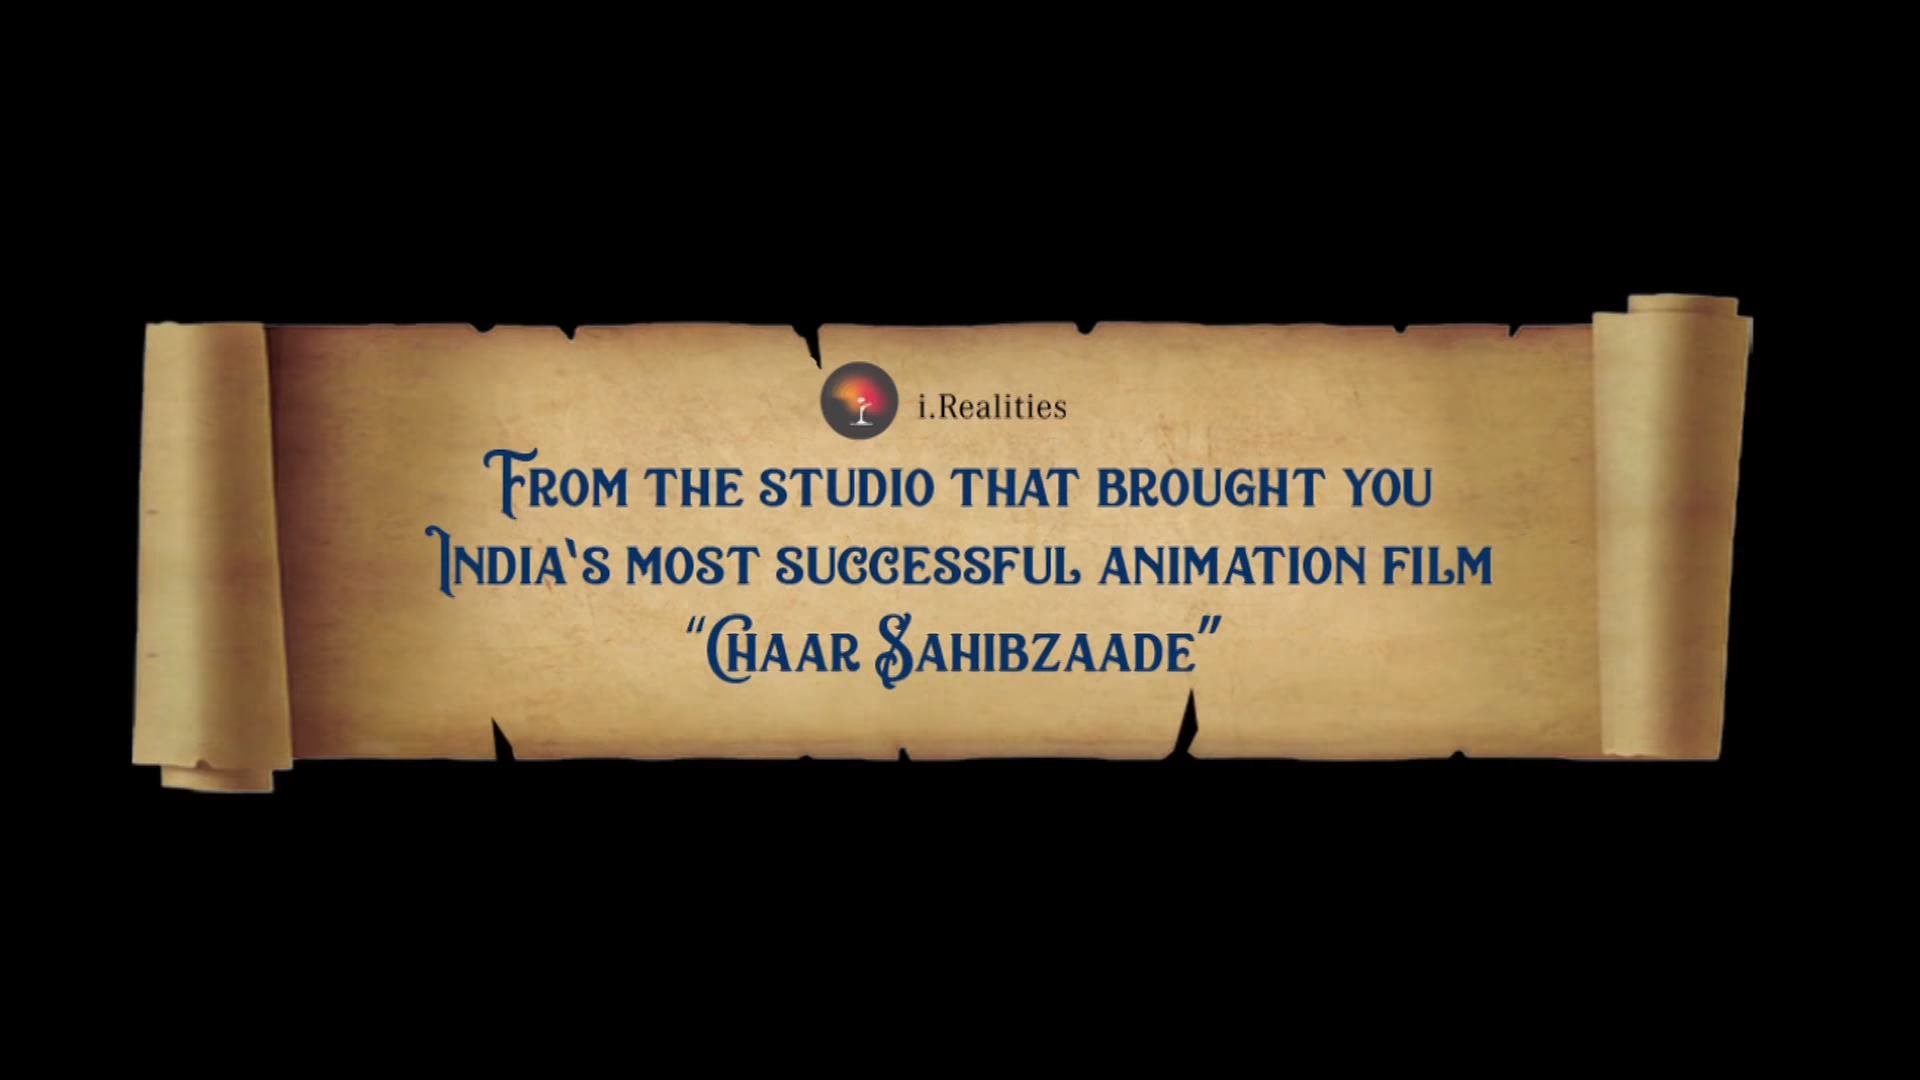 i.Realities
From the studio that brought you
India's most successful animation film
“Chaar Sahibzaade”